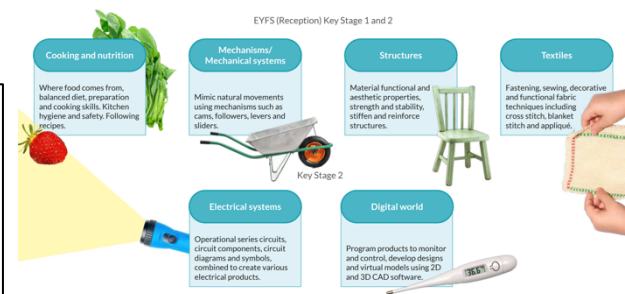 EYFS (Reception) Key Stage 1 and 2
Cooking and nutrition
Where food comes from,
balanced diet, preparation
and cooking skills. Kitchen
hygiene and safety. Following
recipes.
Mechanisms/
Mechanical systems
Mimic natural movements
using mechanisms such as
cams, followers, levers and
sliders.
Structures
Material functional and
aesthetic properties,
strength and stability,
stiffen and reinforce
structures.
Textiles
Fastening, sewing, decorative
and functional fabric
techniques including
cross stitch, blanket
stitch and appliqué.
Key Stage 2
Electrical systems
Operational series circuits,
circuit components, circuit
diagrams and symbols,
combined to create various
electrical products.
Digital world
Program products to monitor
and control, develop designs
and virtual models using 2D
and 3D CAD software.
36.6°